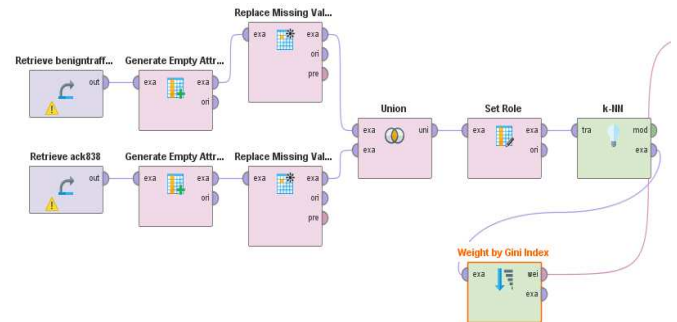 Replace Missing Val...
exa exa
ori
pre
Retrieve benigntraff...
Generate Empty Attr...
out exa exa
ori
Union
Set Role
k-NN
exa uni exa exa tra mod
exa ori exa
Retrieve ack838
Generate Empty Attr...
Replace Missing Val...
out exa exa exa exa
ori ori
pre
Weight by Gini Index
exa wei
exa